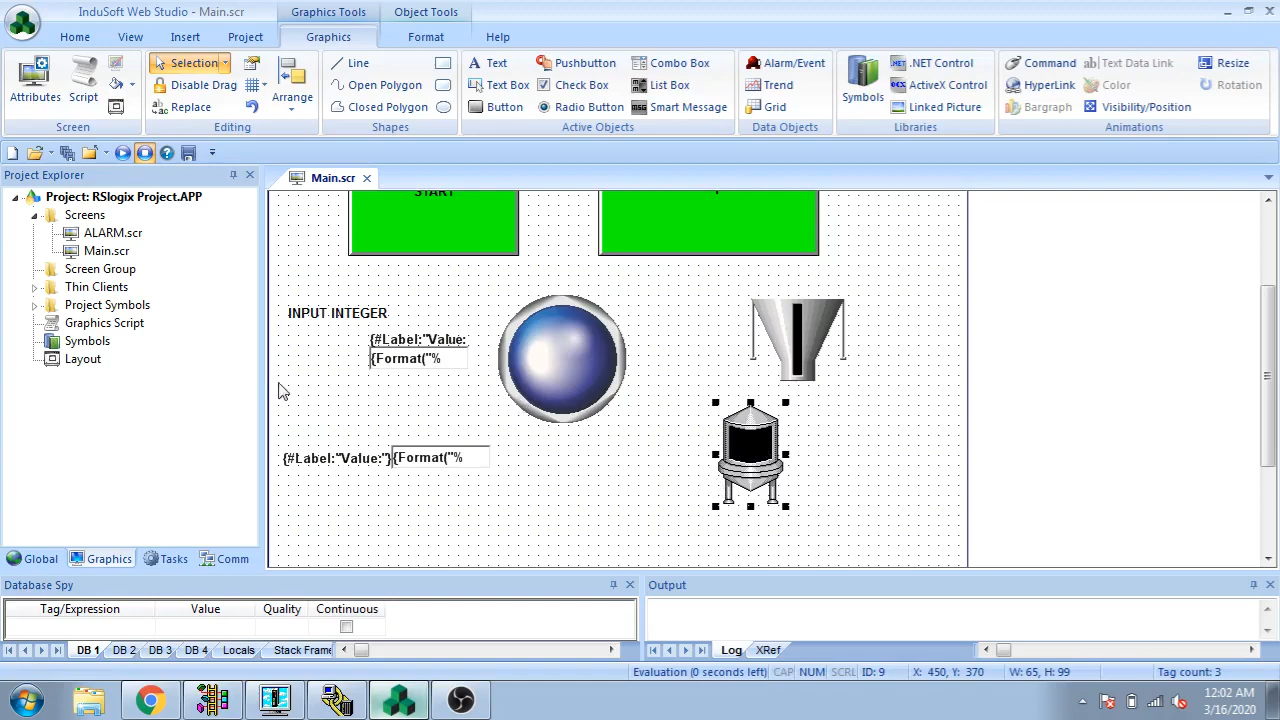 InduSoft Web Studio - Main.scr
Graphics Tools
Object Tools
Home
View
Insert
Project
Graphics
Format
Help
Attributes
Script
Screen
Selection
Disable Drag
Replace
Arrange
Editing
Line
Open Polygon
Closed Polygon
Shapes
Text
Pushbutton
Combo Box
Text Box
Check Box
List Box
Button
Radio Button
Smart Message
Active Objects
Alarm/Event
Trend
Grid
Data Objects
Symbols
.NET Control
ActiveX Control
Linked Picture
Libraries
Command
Text Data Link
Resize
HyperLink
Color
Rotation
Bargraph
Visibility/Position
Animations
Project Explorer
Main.scr
Project: RSlogix Project.APP
Screens
ALARM.scr
Main.scr
Screen Group
Thin Clients
Project Symbols
Graphics Script
Symbols
Layout
START
INPUT INTEGER
{#Label:"Value:
{Format("%
{#Label:"Value:"}{Format("%
Global
Graphics
Tasks
Comm
Database Spy
Output
Tag/Expression
Value
Quality
Continuous
DB 1
DB 2
DB 3
DB 4
Locals
Stack Frame
Log
XRef
Evaluation (0 seconds left)
CAP
NUM
SCRL
ID: 9
X: 450, Y: 370
W: 65, H: 99
Tag count: 3
12:02 AM
3/16/2020